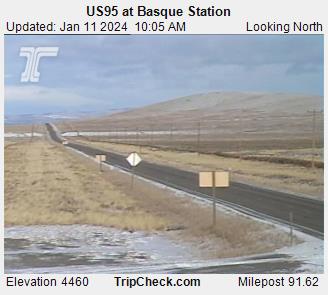 US95 at Basque Station
Updated: Jan 11 2024 10:05 AM Looking North
Elevation 4460 TripCheck.com Milepost 91.62